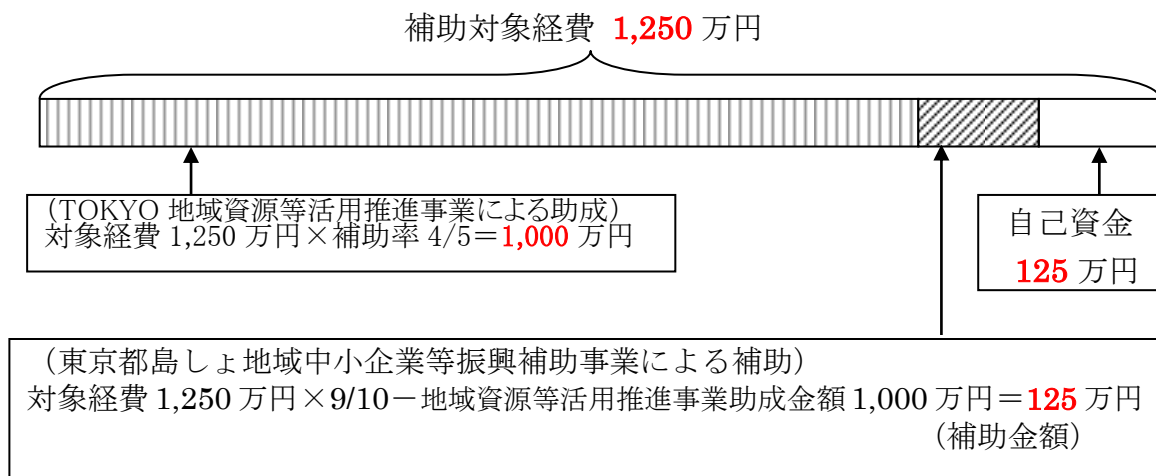 補助対象経費 1,250 万円
(TOKYO 地域資源等活用推進事業による助成)
対象経費 1,250 万円×補助率 4/5=1,000 万円
自己資金
125 万円
(東京都島しょ地域中小企業等振興補助事業による補助)
対象経費 1,250 万円×9/10-地域資源等活用推進事業助成金額 1,000 万円=125 万円
(補助金額)